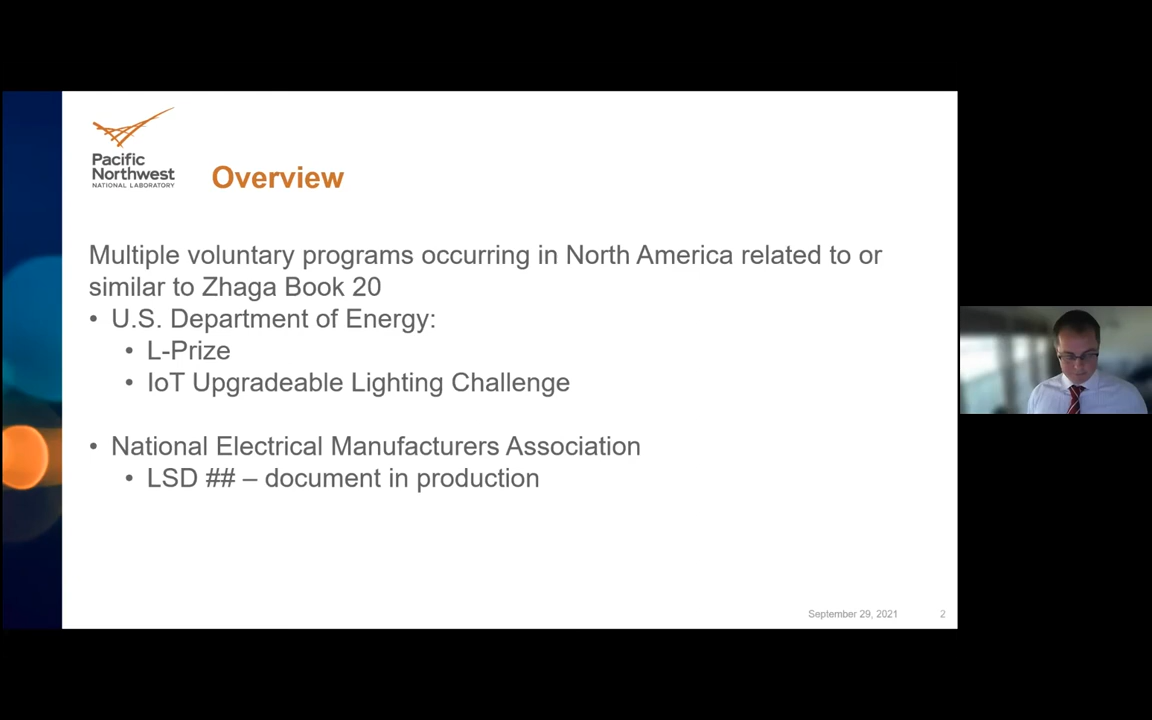 Pacific
Northwest
NATIONAL LABORATORY
Overview
Multiple voluntary programs occurring in North America related to or
similar to Zhaga Book 20
• U.S. Department of Energy:
• L-Prize
• IoT Upgradeable Lighting Challenge
• National Electrical Manufacturers Association
• LSD ## – document in production
September 29, 2021 2